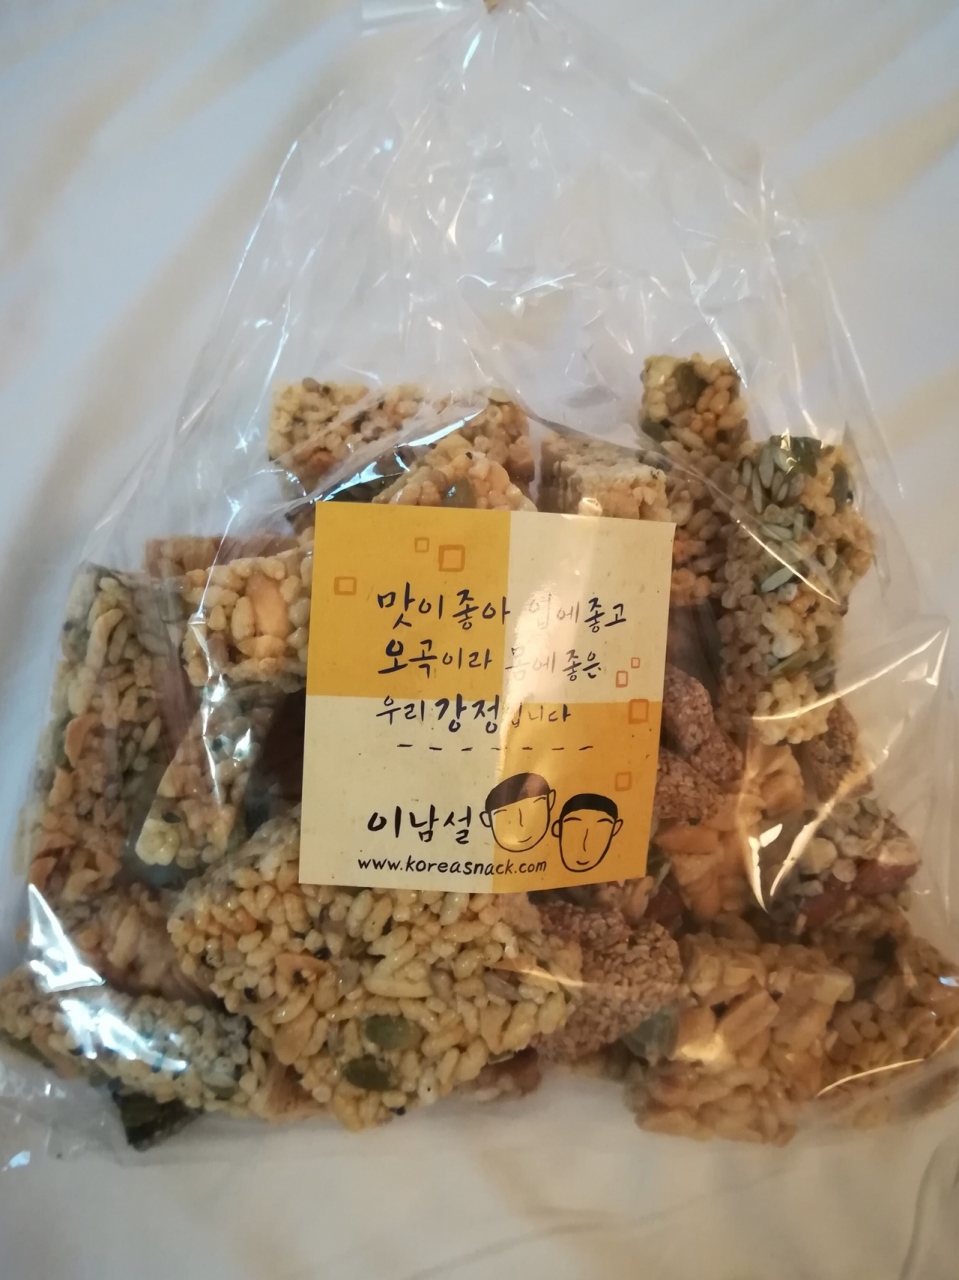 맛이좋아 입에좋고
오곡이라 몸에좋은
우리강정입니다
이남설
www.koreasnack.com